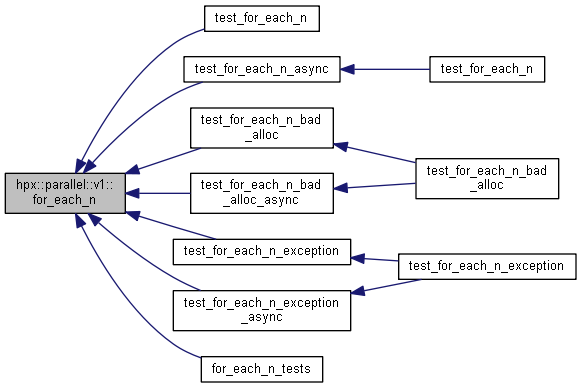 test_for_each_n
test_for_each_n_async
test_for_each_n
test_for_each_n_bad
_alloc
test_for_each_n_bad
_alloc
hpx::parallel::v1::
for_each_n
test_for_each_n_bad
_alloc_async
test_for_each_n_exception
test_for_each_n_exception
test_for_each_n_exception
_async
for_each_n_tests